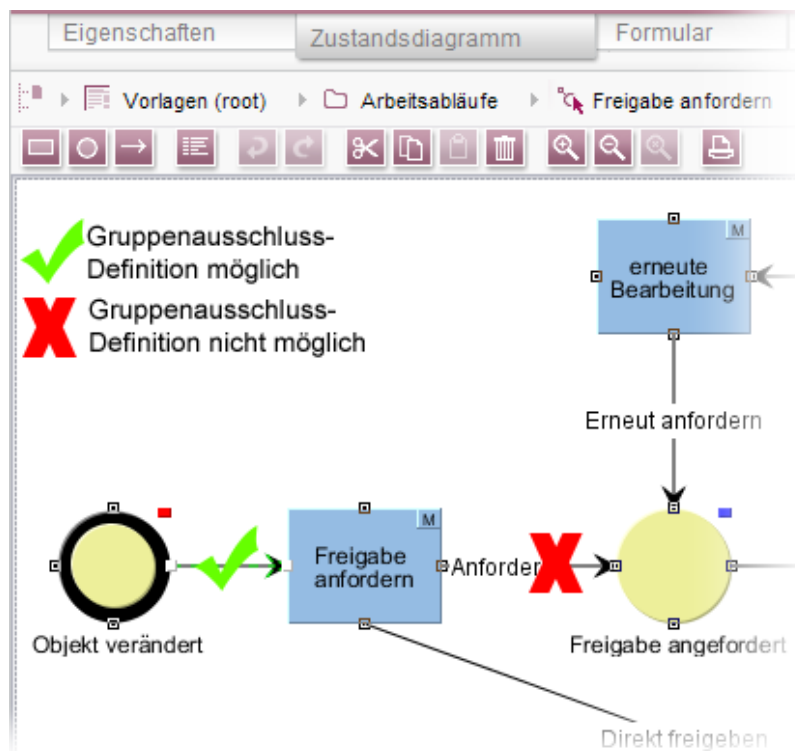 Eigenschaften
Zustandsdiagramm
Formular
Vorlagen (root)
Arbeitsabläufe
Freigabe anfordern
Gruppenausschluss-
Definition möglich
Gruppenausschluss-
Definition nicht möglich
M
erneute
Bearbeitung
Erneut anfordern
M
Freigabe
anfordern
Anforder
Objekt verändert
Freigabe angefordert
Direkt freigeben